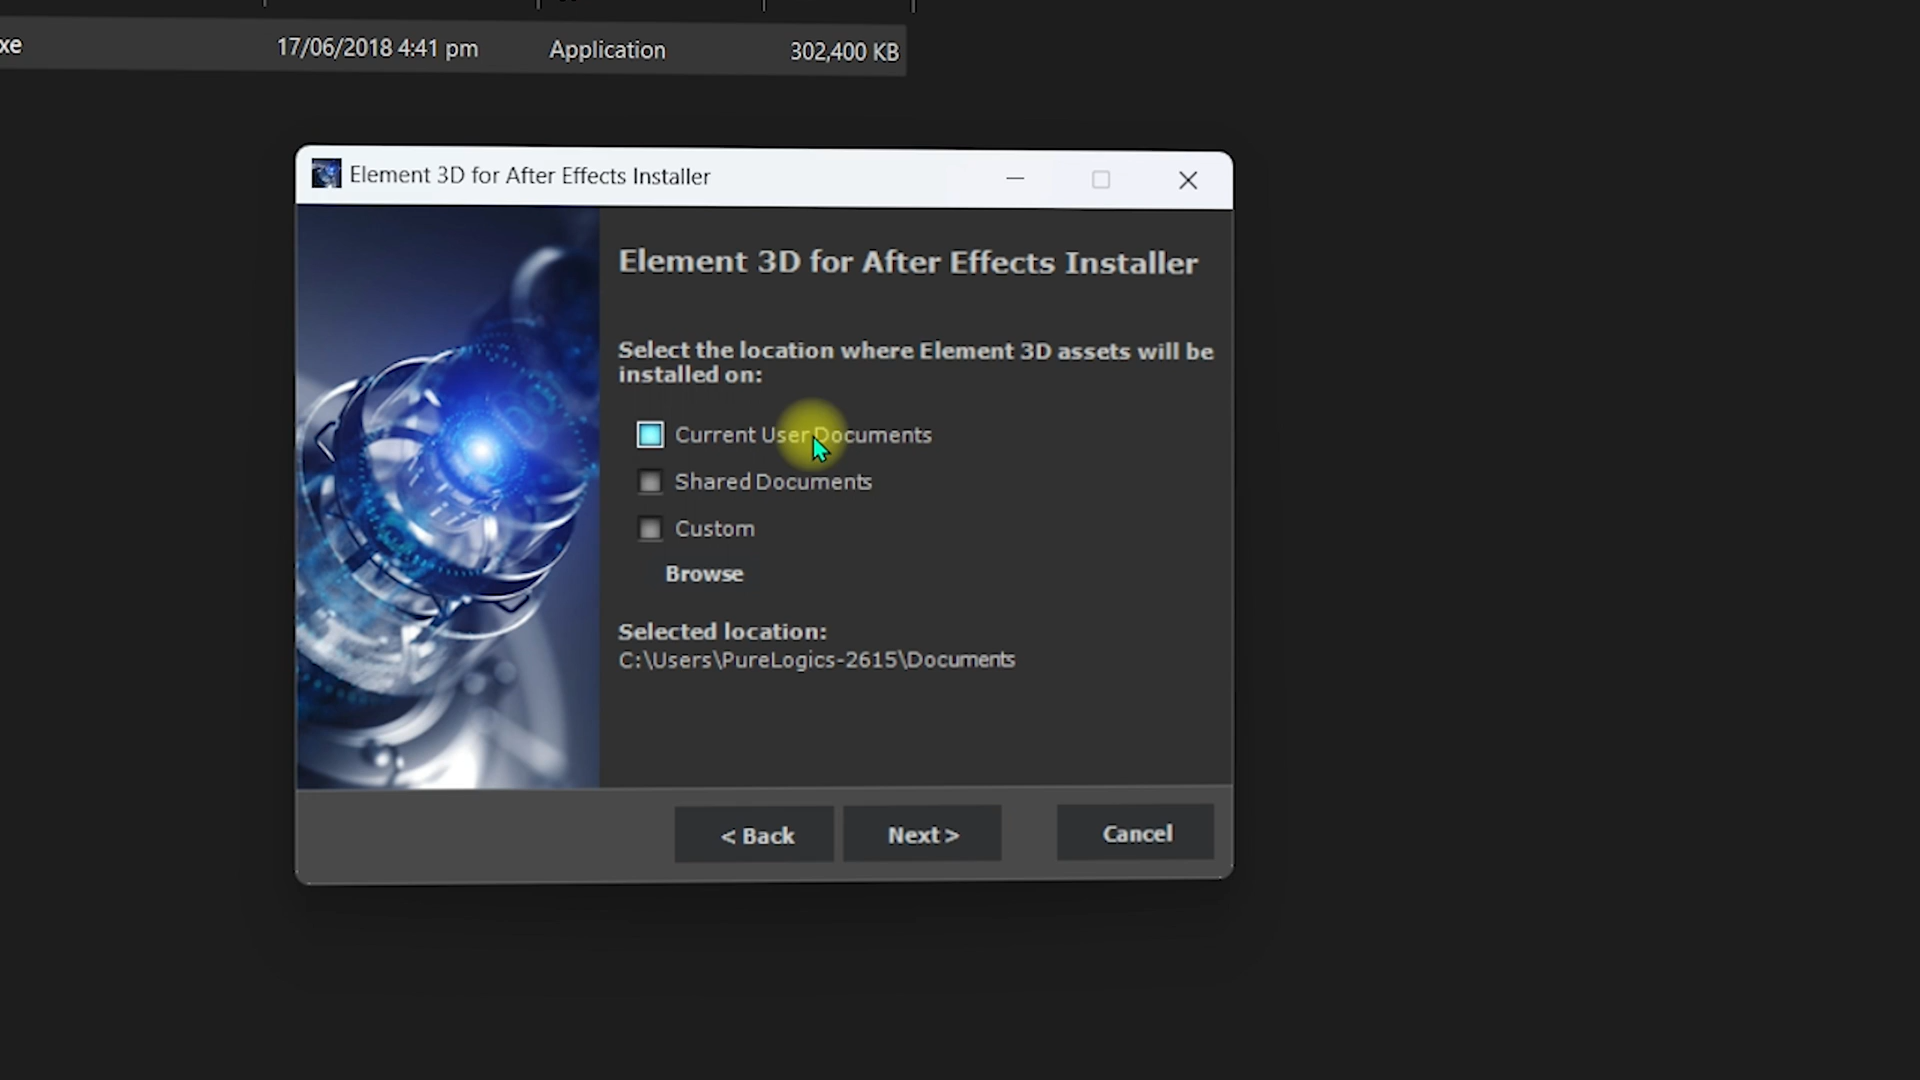 xe
17/06/2018 4:41 pm
Application
302,400 KB
Element 3D for After Effects Installer
Element 3D for After Effects Installer
Select the location where Element 3D assets will be
installed on:
Current User Documents
Shared Documents
Custom
Browse
Selected location:
C:\Users\PureLogics-2615\Documents
< Back
Next >
Cancel